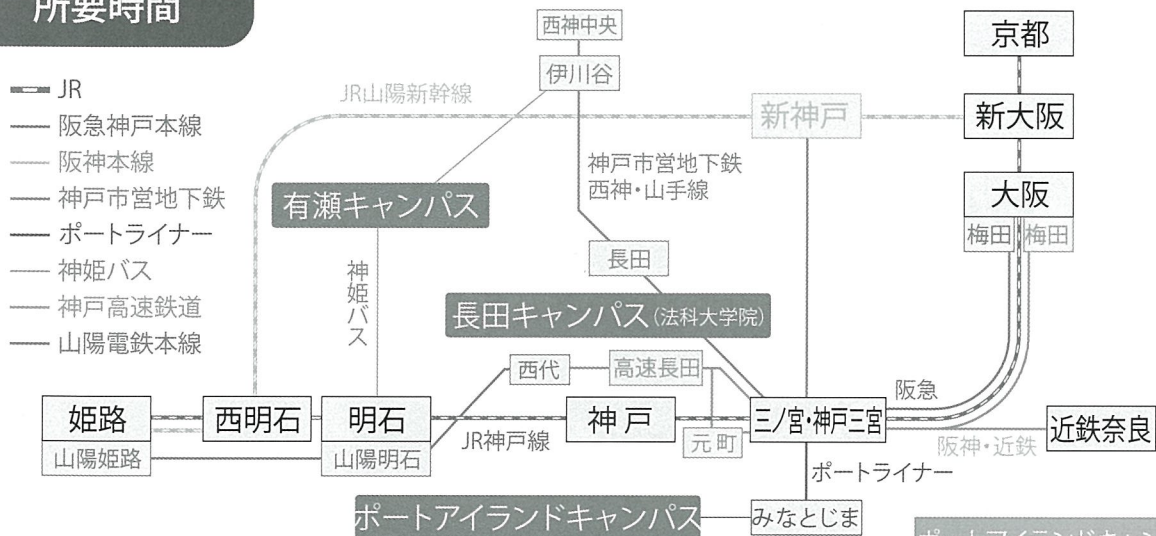 所要時間
西神中央
京都
JR
阪急神戸本線
阪神本線
神戸市営地下鉄
ポートライナー
神姫バス
神戸高速鉄道
山陽電鉄本線
伊川谷
JR山陽新幹線
新神戸
新大阪
神戸市営地下鉄
西神・山手線
大阪
梅田
梅田
有瀬キャンパス
長田
神姫バス
長田キャンパス(法科大学院)
西代
高速長田
阪急
姫路
西明石
明石
神戸
三ノ宮・神戸三宮
近鉄奈良
山陽姫路
山陽明石
JR神戸線
元町
阪神・近鉄
ポートライナー
ポートアイランドキャンパス
みなとじま